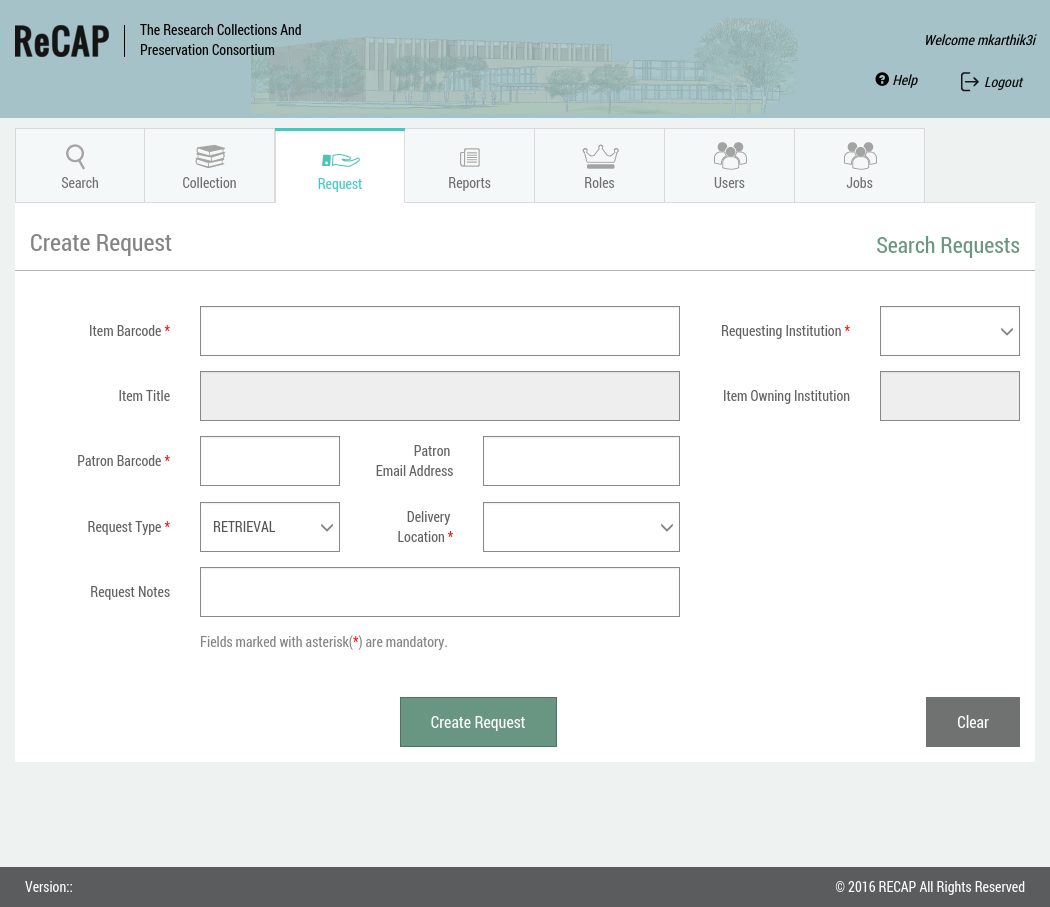 ReCAP
The Research Collections And
Preservation Consortium
Welcome mkarthik3i
Help
Logout
Search
Collection
Request
Reports
Roles
Users
Jobs
Create Request
Search Requests
Item Barcode *
Requesting Institution *
Item Title
Item Owning Institution
Patron Barcode *
Patron
Email Address
Request Type *
RETRIEVAL
Delivery
Location *
Request Notes
Fields marked with asterisk(*) are mandatory.
Create Request
Clear
Version::
© 2016 RECAP All Rights Reserved